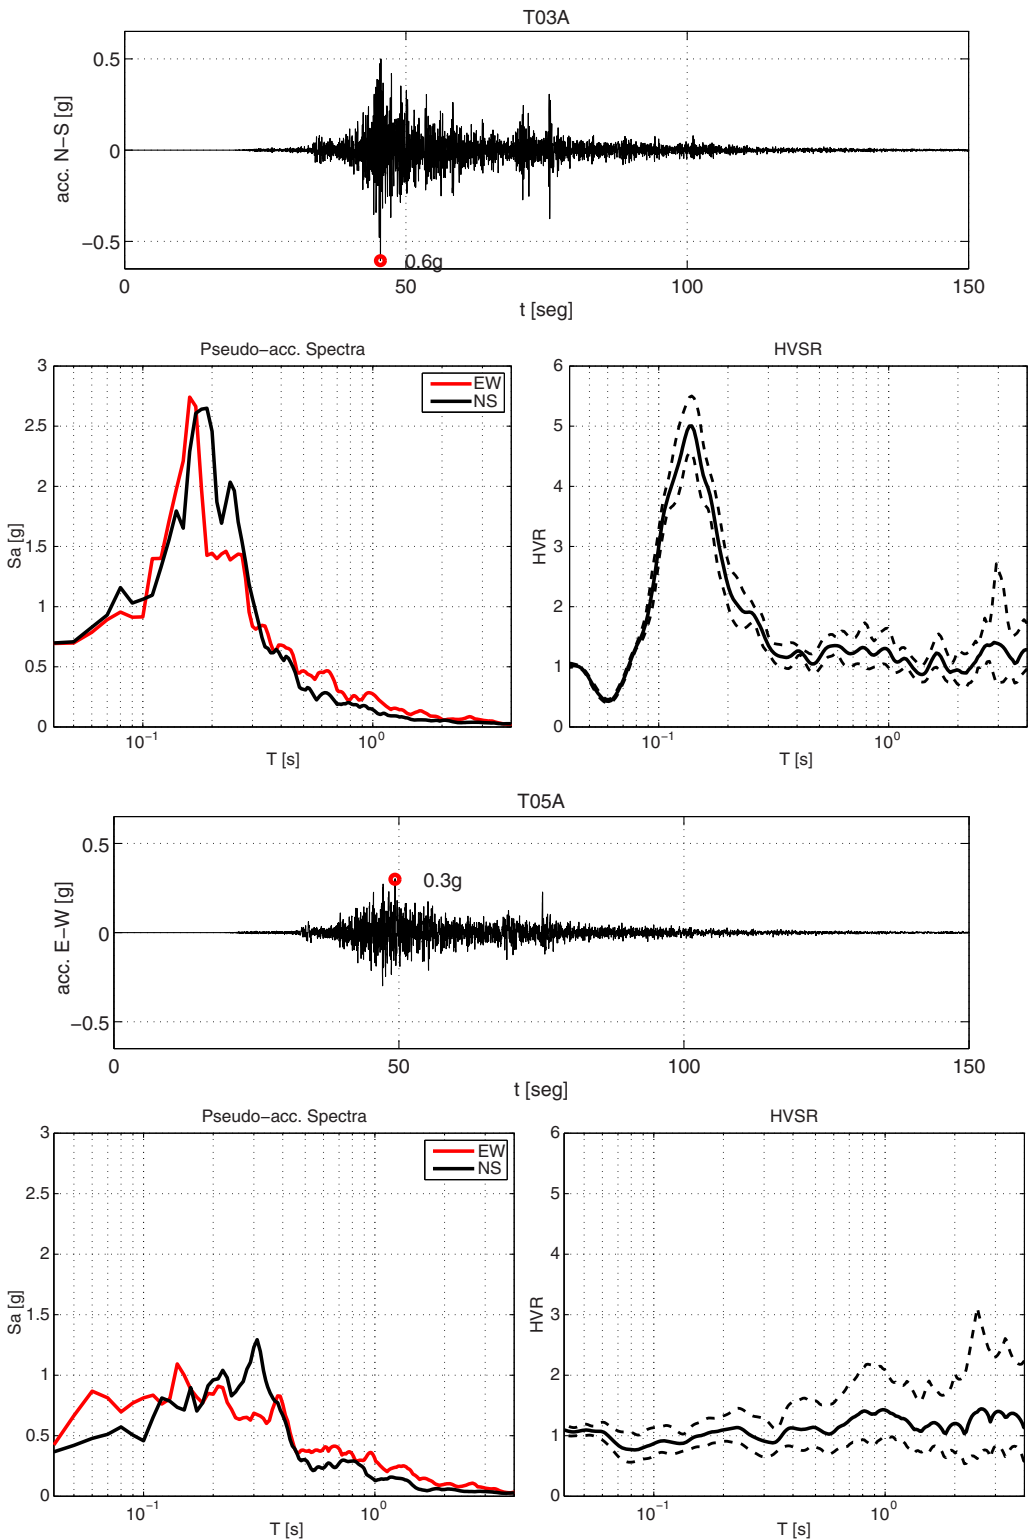 T03A
acc. N−S [g]
0.5
0
−0.5
0.6g
0 50 100 150
t [seg]
Pseudo−acc. Spectra
Sa [g]
3
2.5
2
1.5
1
0.5
0
EW
NS
10⁻¹ 10⁰
T [s]
HVSR
HVR
6
5
4
3
2
1
0
10⁻¹ 10⁰
T [s]
T05A
acc. E−W [g]
0.5
0
−0.5
0.3g
0 50 100 150
t [seg]
Pseudo−acc. Spectra
Sa [g]
3
2.5
2
1.5
1
0.5
0
EW
NS
10⁻¹ 10⁰
T [s]
HVSR
HVR
6
5
4
3
2
1
0
10⁻¹ 10⁰
T [s]